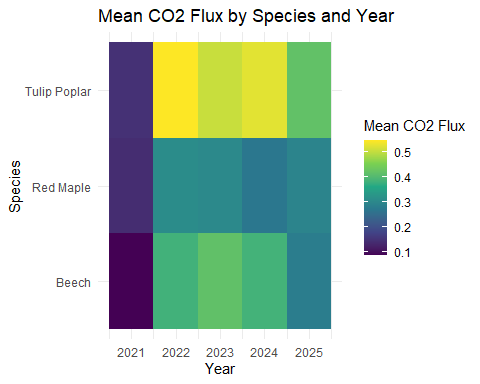 Mean CO2 Flux by Species and Year
Species
Tulip Poplar
Red Maple
Beech
2021 2022 2023 2024 2025
Year
Mean CO2 Flux
0.5
0.4
0.3
0.2
0.1